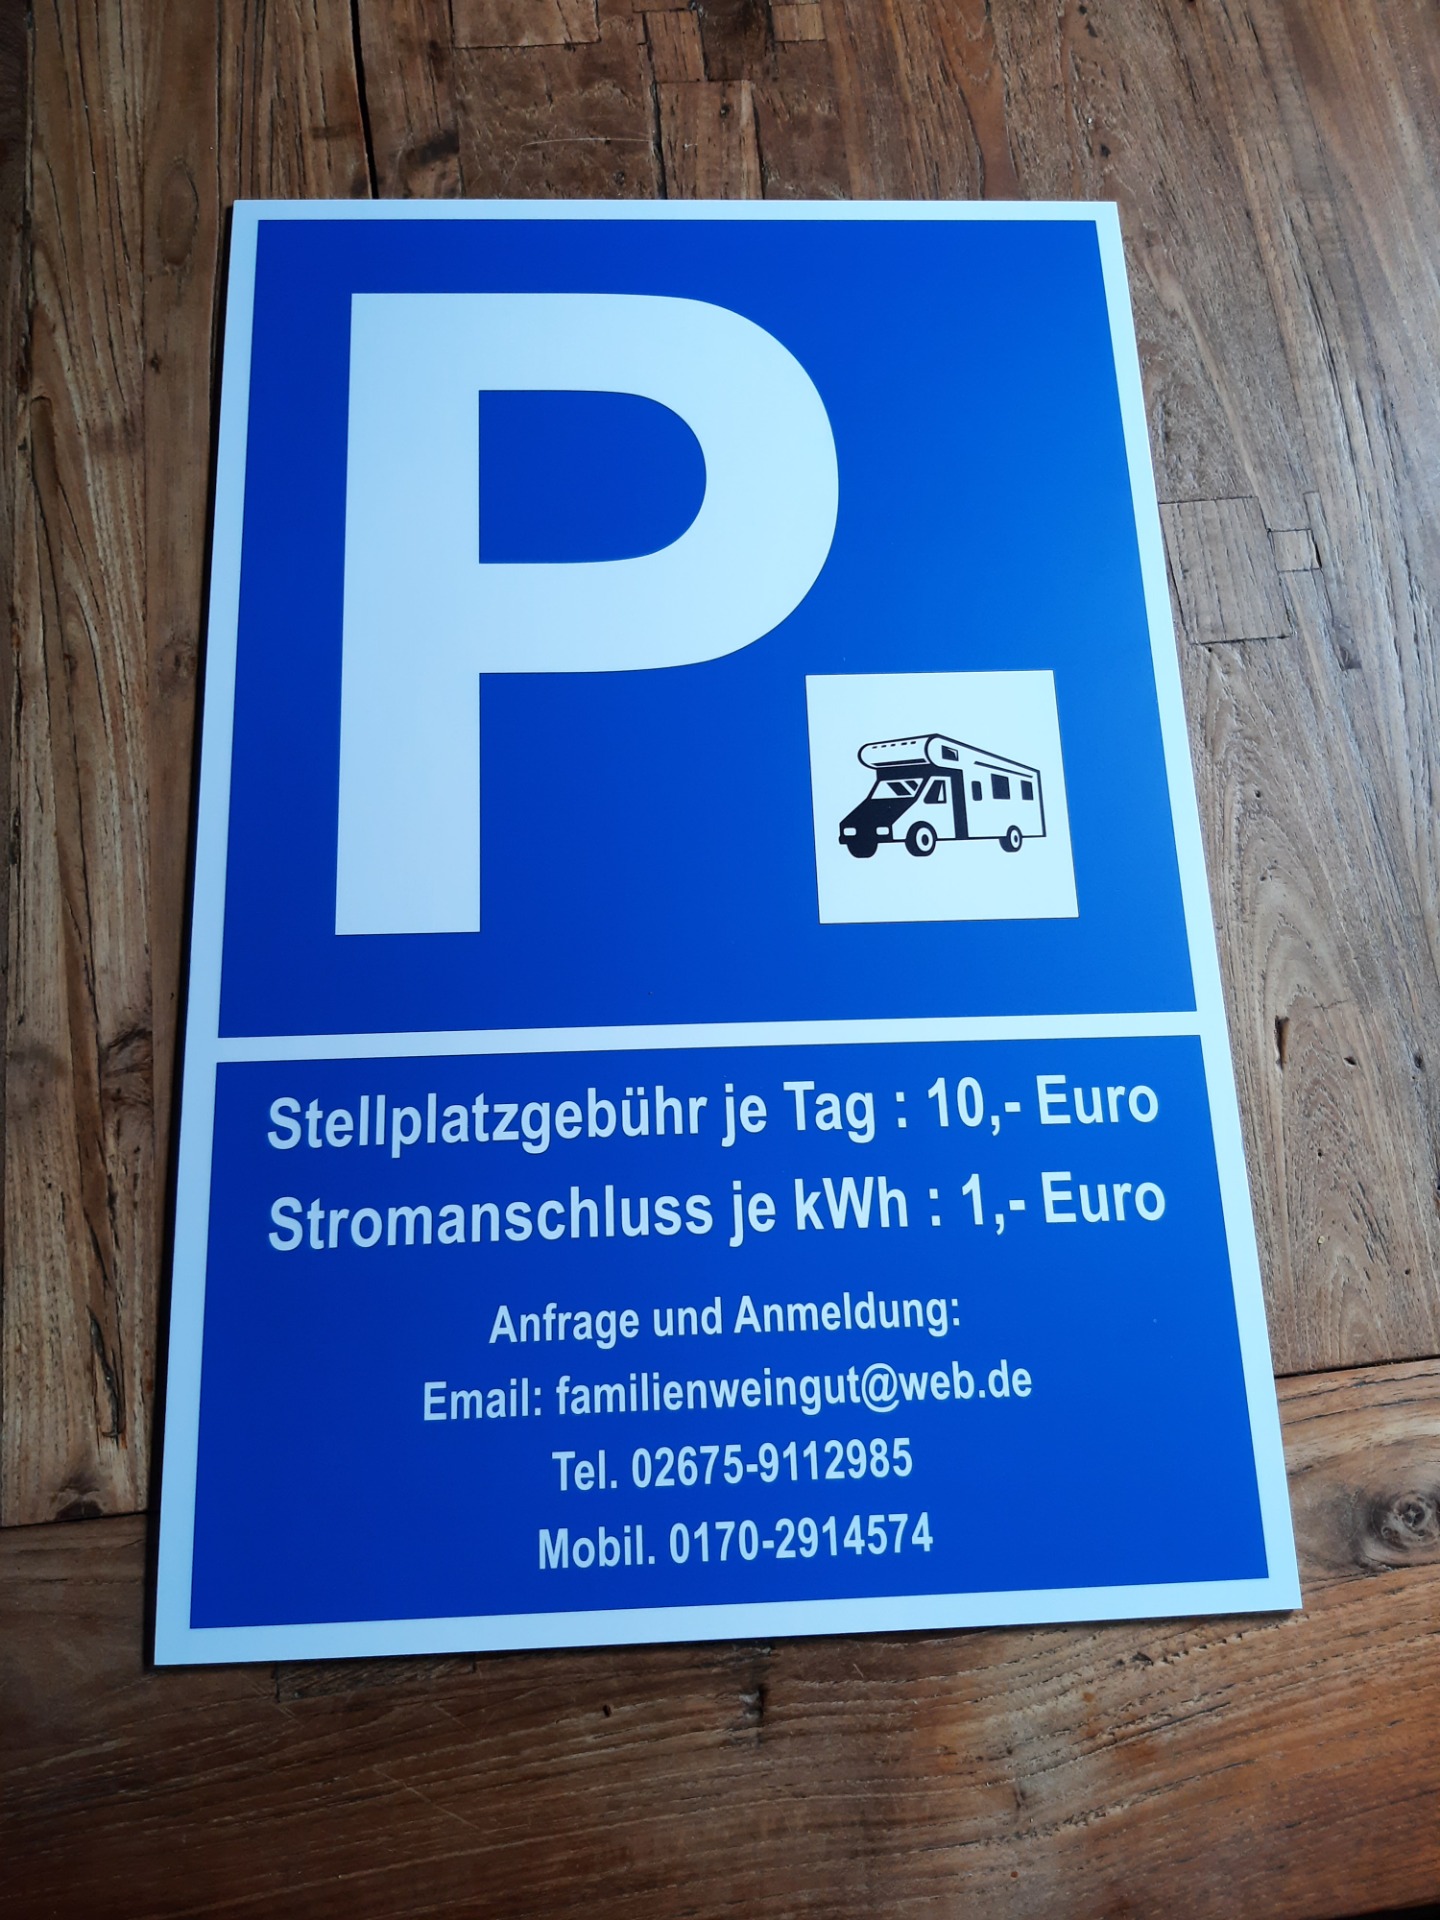 P
Stellplatzgebühr je Tag : 10,- Euro
Stromanschluss je kWh : 1,- Euro
Anfrage und Anmeldung:
Email: familienweingut@web.de
Tel. 02675-9112985
Mobil. 0170-2914574